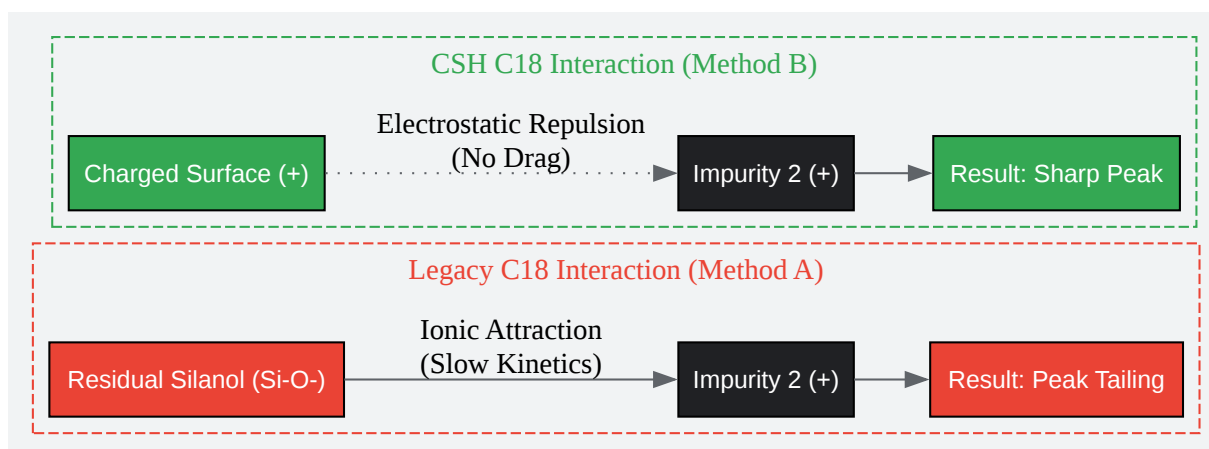 CSH C18 Interaction (Method B)
Electrostatic Repulsion
(No Drag)
Charged Surface (+)
Impurity 2 (+)
Result: Sharp Peak
Legacy C18 Interaction (Method A)
Ionic Attraction
(Slow Kinetics)
Residual Silanol (Si-O-)
Impurity 2 (+)
Result: Peak Tailing